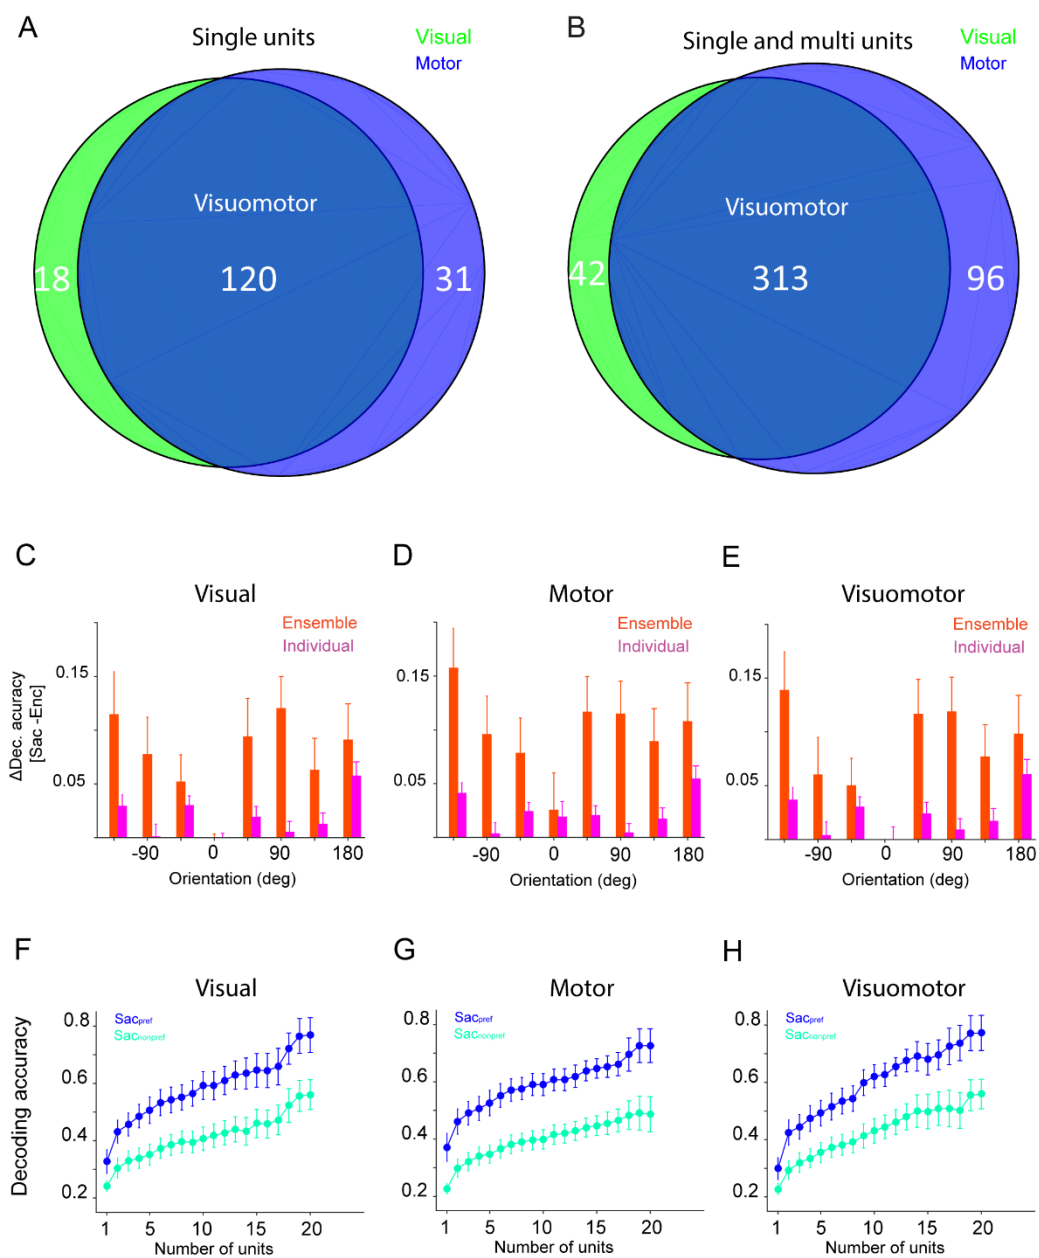 A
Single units
Visual
Motor
Visuomotor
18
120
31
B
Single and multi units
Visual
Motor
Visuomotor
42
313
96
C
Visual
Ensemble
Individual
ΔDec. acuracy
[Sac -Enc]
0.15
0.05
-90 0 90 180
Orientation (deg)
D
Motor
Ensemble
Individual
0.15
0.05
-90 0 90 180
Orientation (deg)
E
Visuomotor
Ensemble
Individual
0.15
0.05
-90 0 90 180
Orientation (deg)
F
Visual
Sacpref
Sacnonpref
Decoding accuracy
0.8
0.6
0.4
0.2
1 5 10 15 20
Number of units
G
Motor
Sacpref
Sacnonpref
0.8
0.6
0.4
0.2
1 5 10 15 20
Number of units
H
Visuomotor
Sacpref
Sacnonpref
0.8
0.6
0.4
0.2
1 5 10 15 20
Number of units